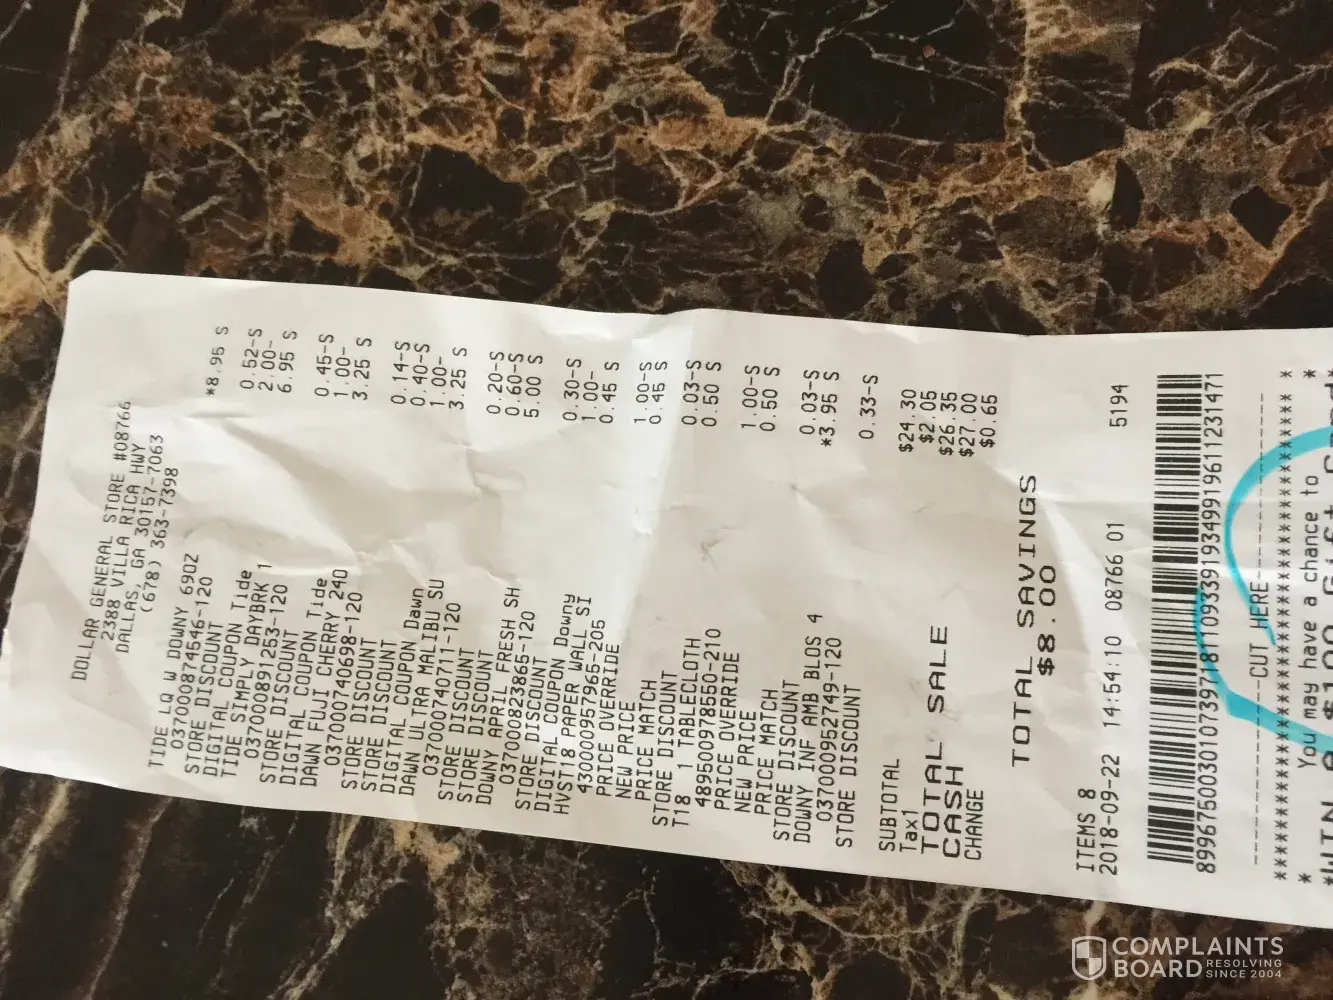 DOLLAR GENERAL STORE #08766
2388 VILLA RICA HWY
DALLAS, GA 30157-7063
(678) 363-7398
TIDE LQ W DOWNY 69OZ
037000874546-120 *8.95 S
STORE DISCOUNT 0.52-S
DIGITAL COUPON Tide 2.00-
TIDE SIMPLY DAYBRK 1
037000891253-120 6.95 S
STORE DISCOUNT 0.45-S
DIGITAL COUPON Tide 1.00-
DAWN FUJI CHERRY 240
037000740698-120 3.25 S
STORE DISCOUNT 0.14-S
STORE DISCOUNT 0.40-S
DIGITAL COUPON Dawn 1.00-
DAWN ULTRA MALIBU SU
037000740711-120 3.25 S
STORE DISCOUNT 0.20-S
STORE DISCOUNT 0.60-S
DOWNY APRIL FRESH SH
037000823865-120 5.00 S
STORE DISCOUNT 0.30-S
DIGITAL COUPON Downy 1.00-
HVST18 PAPER WALL SI
430000957963-205 0.45 S
PRICE OVERRIDE
NEW PRICE 1.00-S
PRICE MATCH 0.45 S
STORE DISCOUNT 0.03-S
T18 1 TABLECLOTH
489500978550-210 0.50 S
PRICE OVERRIDE
NEW PRICE 1.00-S
PRICE MATCH 0.50 S
STORE DISCOUNT 0.03-S
DOWNY INF AMB BLOS 4
037000952749-120 *3.95 S
STORE DISCOUNT 0.33-S
SUBTOTAL $24.30
Tax1 $2.05
TOTAL SALE $26.35
CASH $27.00
CHANGE $0.65
TOTAL SAVINGS
$8.00
ITEMS 8
2018-09-22 14:54:10 08766 01 5194
89967500301073971811093391934991961123147​1
-----------CUT HERE-----------
******************************
* You may have a chance to *
*WIN A $100 Gift Card*
COMPLAINTS
BOARD RESOLVING
SINCE 2004